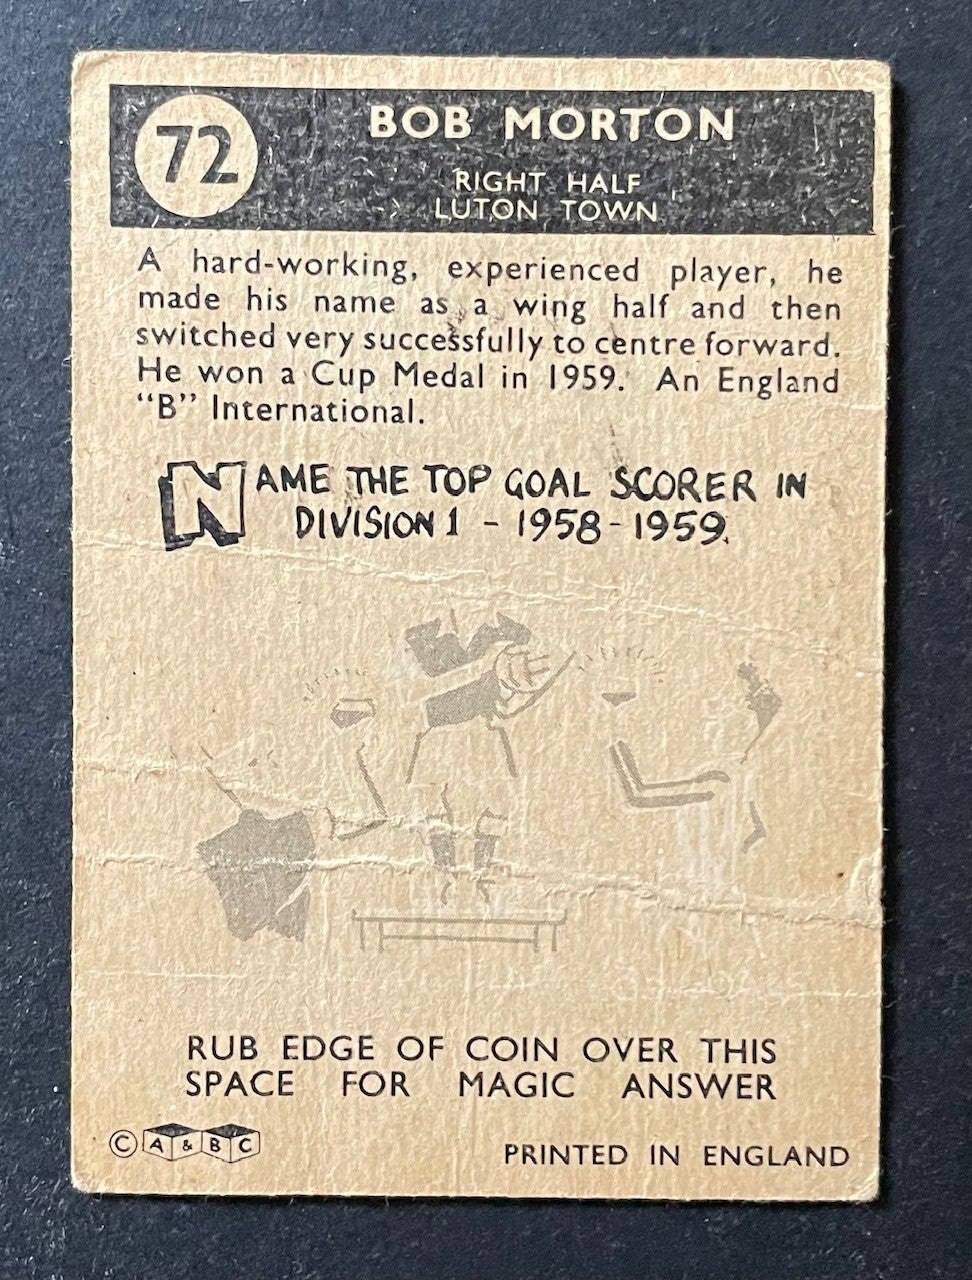 72
BOB MORTON
RIGHT HALF
LUTON TOWN
A hard-working, experienced player, he
made his name as a wing half and then
switched very successfully to centre forward.
He won a Cup Medal in 1959. An England
"B" International.
NAME THE TOP GOAL SCORER IN
DIVISION 1 - 1958-1959.
RUB EDGE OF COIN OVER THIS
SPACE FOR MAGIC ANSWER
© A & B C
PRINTED IN ENGLAND